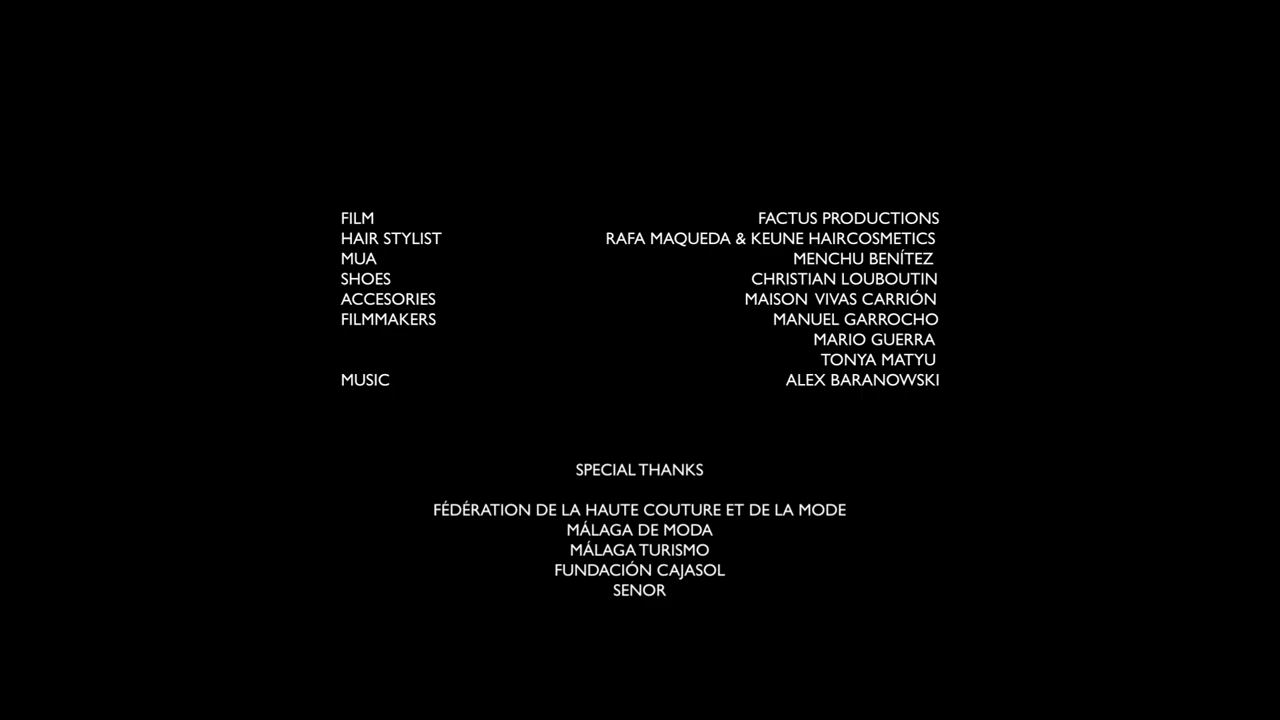 FILM FACTUS PRODUCTIONS
HAIR STYLIST RAFA MAQUEDA & KEUNE HAIRCOSMETICS
MUA MENCHU BENÍTEZ
SHOES CHRISTIAN LOUBOUTIN
ACCESORIES MAISON VIVAS CARRIÓN
FILMMAKERS MANUEL GARROCHO
MARIO GUERRA
TONYA MATYU
MUSIC ALEX BARANOWSKI
SPECIAL THANKS
FÉDÉRATION DE LA HAUTE COUTURE ET DE LA MODE
MÁLAGA DE MODA
MÁLAGA TURISMO
FUNDACIÓN CAJASOL
SENOR